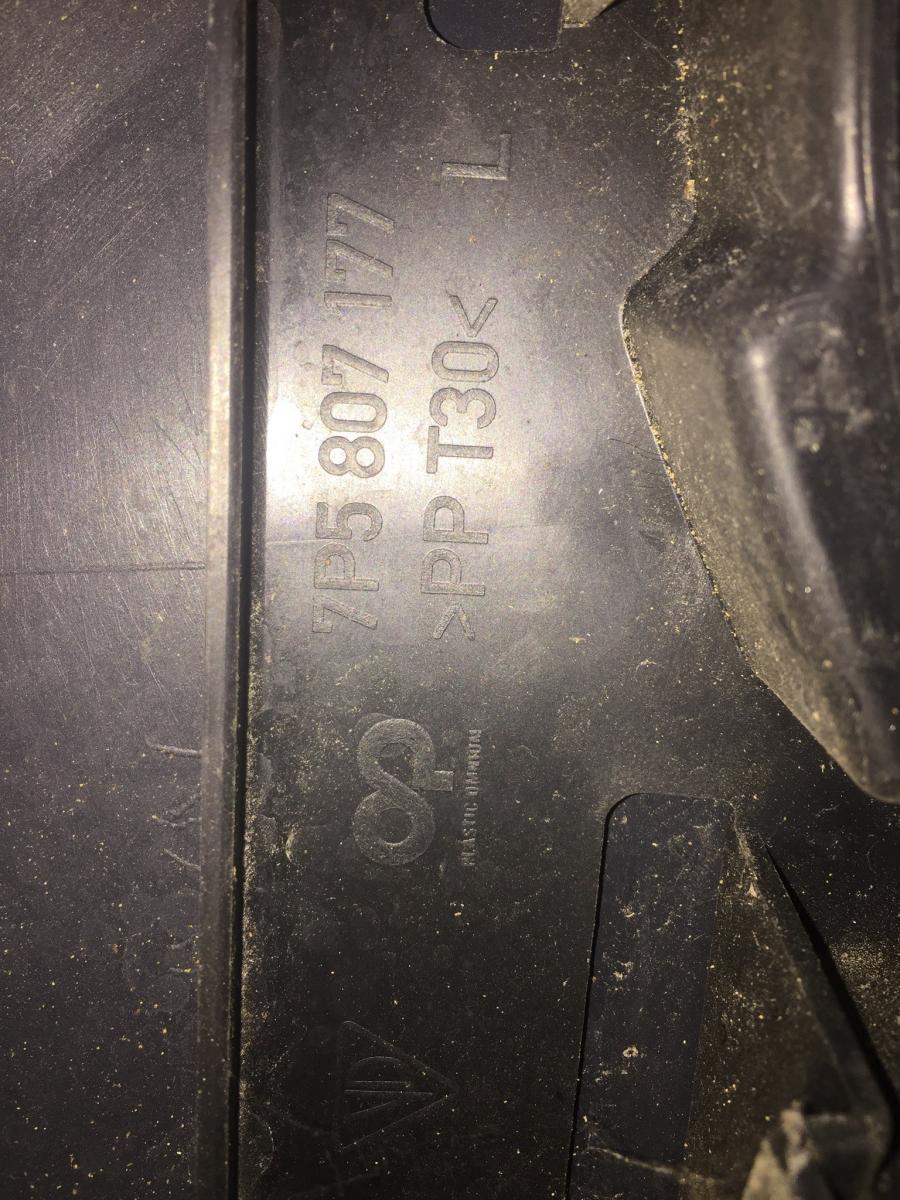 7P5 807 177
>PP T30< L
PLASTIC OMNIUM